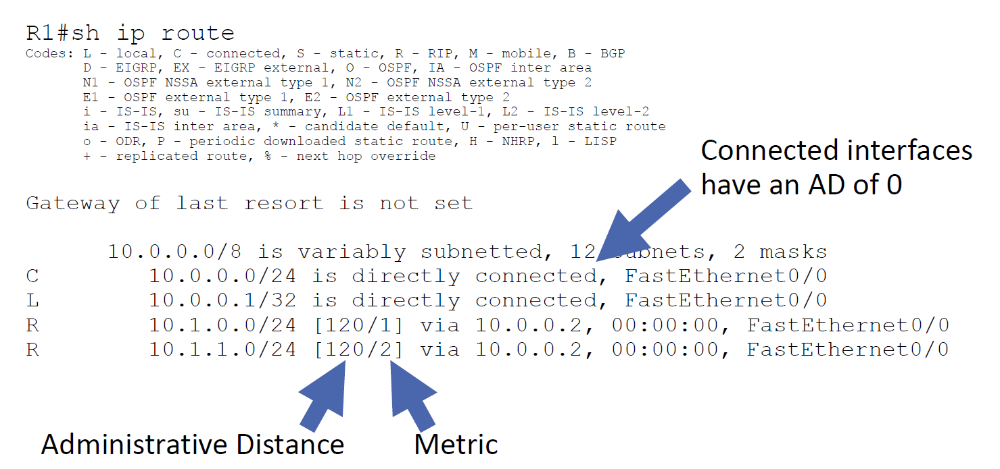 R1#sh ip route
Codes: L - local, C - connected, S - static, R - RIP, M - mobile, B - BGP
D - EIGRP, EX - EIGRP external, O - OSPF, IA - OSPF inter area
N1 - OSPF NSSA external type 1, N2 - OSPF NSSA external type 2
E1 - OSPF external type 1, E2 - OSPF external type 2
i - IS-IS, su - IS-IS summary, L1 - IS-IS level-1, L2 - IS-IS level-2
ia - IS-IS inter area, * - candidate default, U - per-user static route
o - ODR, P - periodic downloaded static route, H - NHRP, l - LISP
+ - replicated route, % - next hop override
Connected interfaces
have an AD of 0
Gateway of last resort is not set
10.0.0.0/8 is variably subnetted, 12 subnets, 2 masks
C 10.0.0.0/24 is directly connected, FastEthernet0/0
L 10.0.0.1/32 is directly connected, FastEthernet0/0
R 10.1.0.0/24 [120/1] via 10.0.0.2, 00:00:00, FastEthernet0/0
R 10.1.1.0/24 [120/2] via 10.0.0.2, 00:00:00, FastEthernet0/0
Administrative Distance
Metric